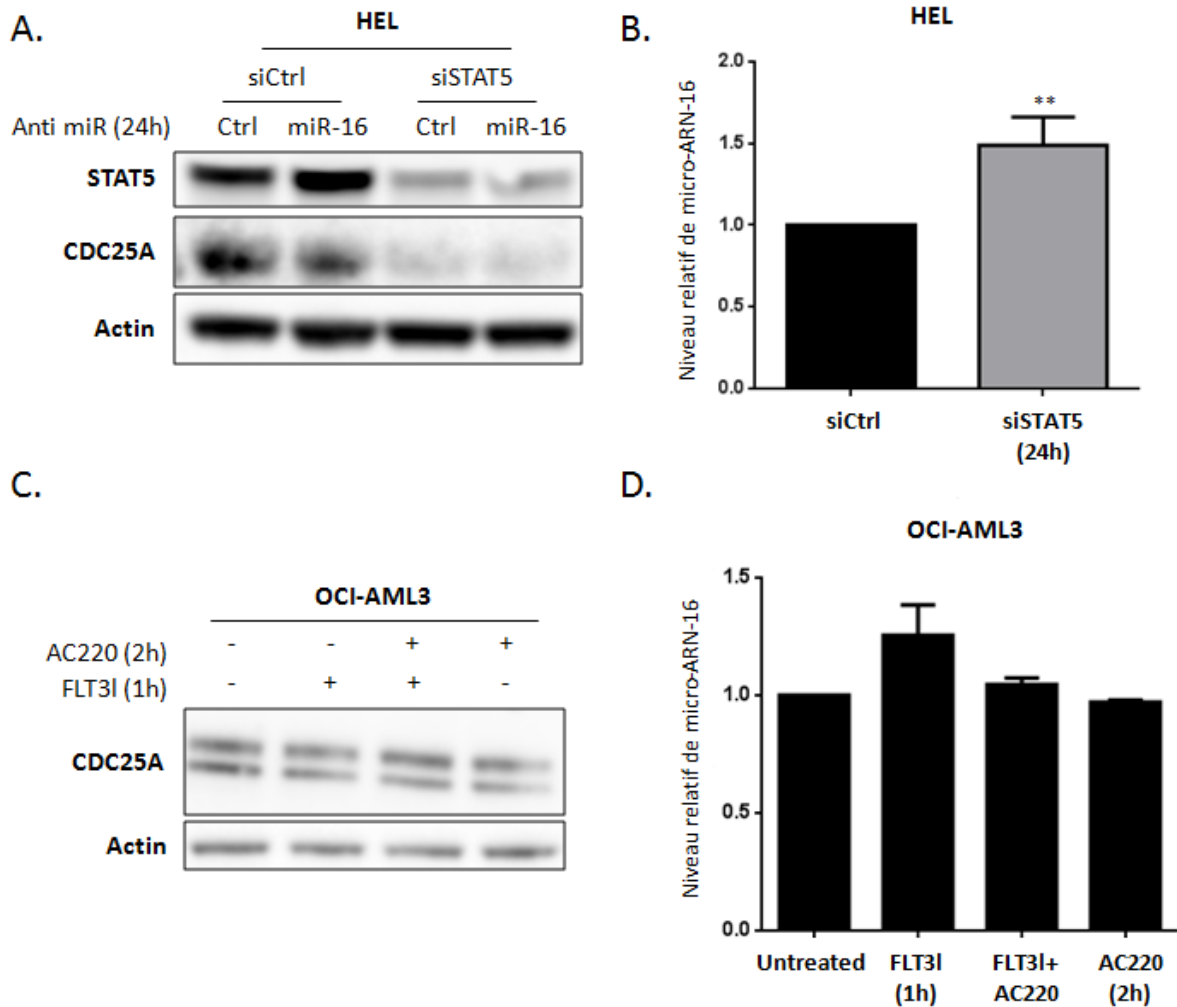 A.
HEL
siCtrl siSTAT5
Anti miR (24h) Ctrl miR-16 Ctrl miR-16
STAT5
CDC25A
Actin
B.
HEL
Niveau relatif de micro-ARN-16
2.0
1.5
1.0
0.5
0.0
**
siCtrl siSTAT5
(24h)
C.
OCI-AML3
AC220 (2h) - - + +
FLT3l (1h) - + + -
CDC25A
Actin
D.
OCI-AML3
Niveau relatif de micro-ARN-16
1.5
1.0
0.5
0.0
Untreated FLT3l FLT3l+ AC220
(1h) AC220 (2h)